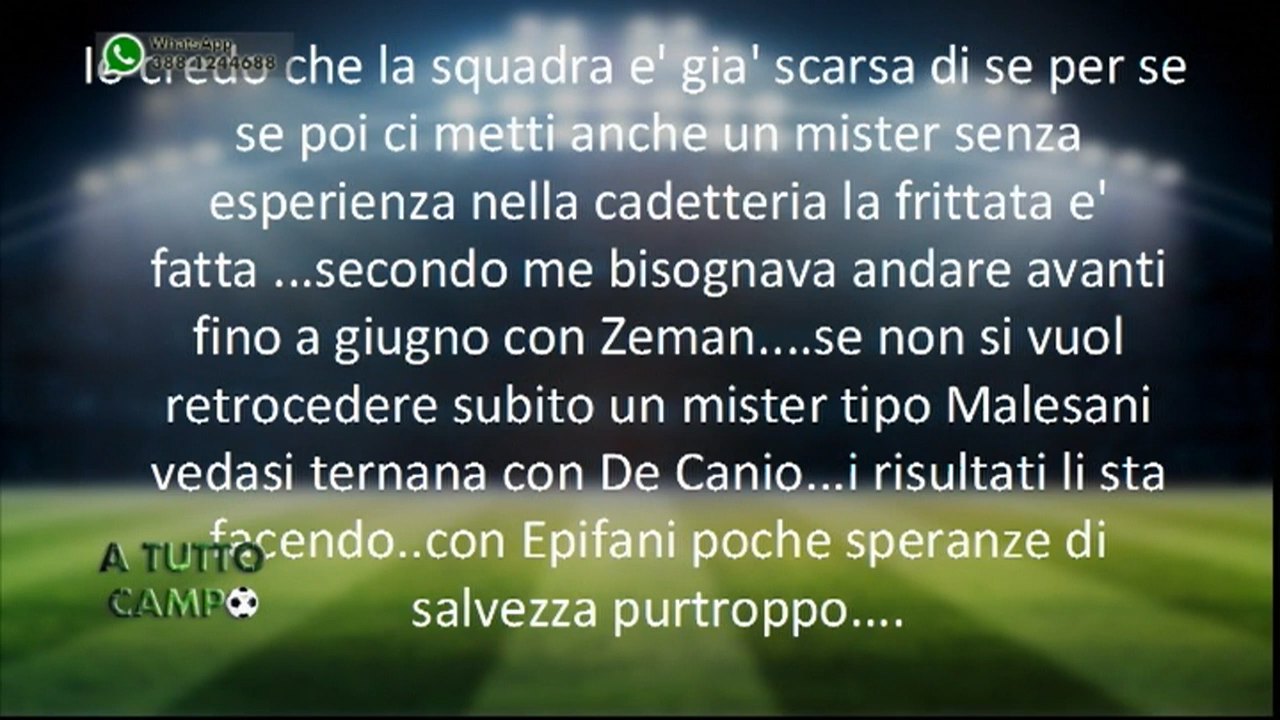 WhatsApp
388 1244688
Io credo che la squadra e' gia' scarsa di se per se
se poi ci metti anche un mister senza
esperienza nella cadetteria la frittata e'
fatta ...secondo me bisognava andare avanti
fino a giugno con Zeman....se non si vuol
retrocedere subito un mister tipo Malesani
vedasi ternana con De Canio...i risultati li sta
facendo..con Epifani poche speranze di
salvezza purtroppo....
A TUTTO
CAMPO